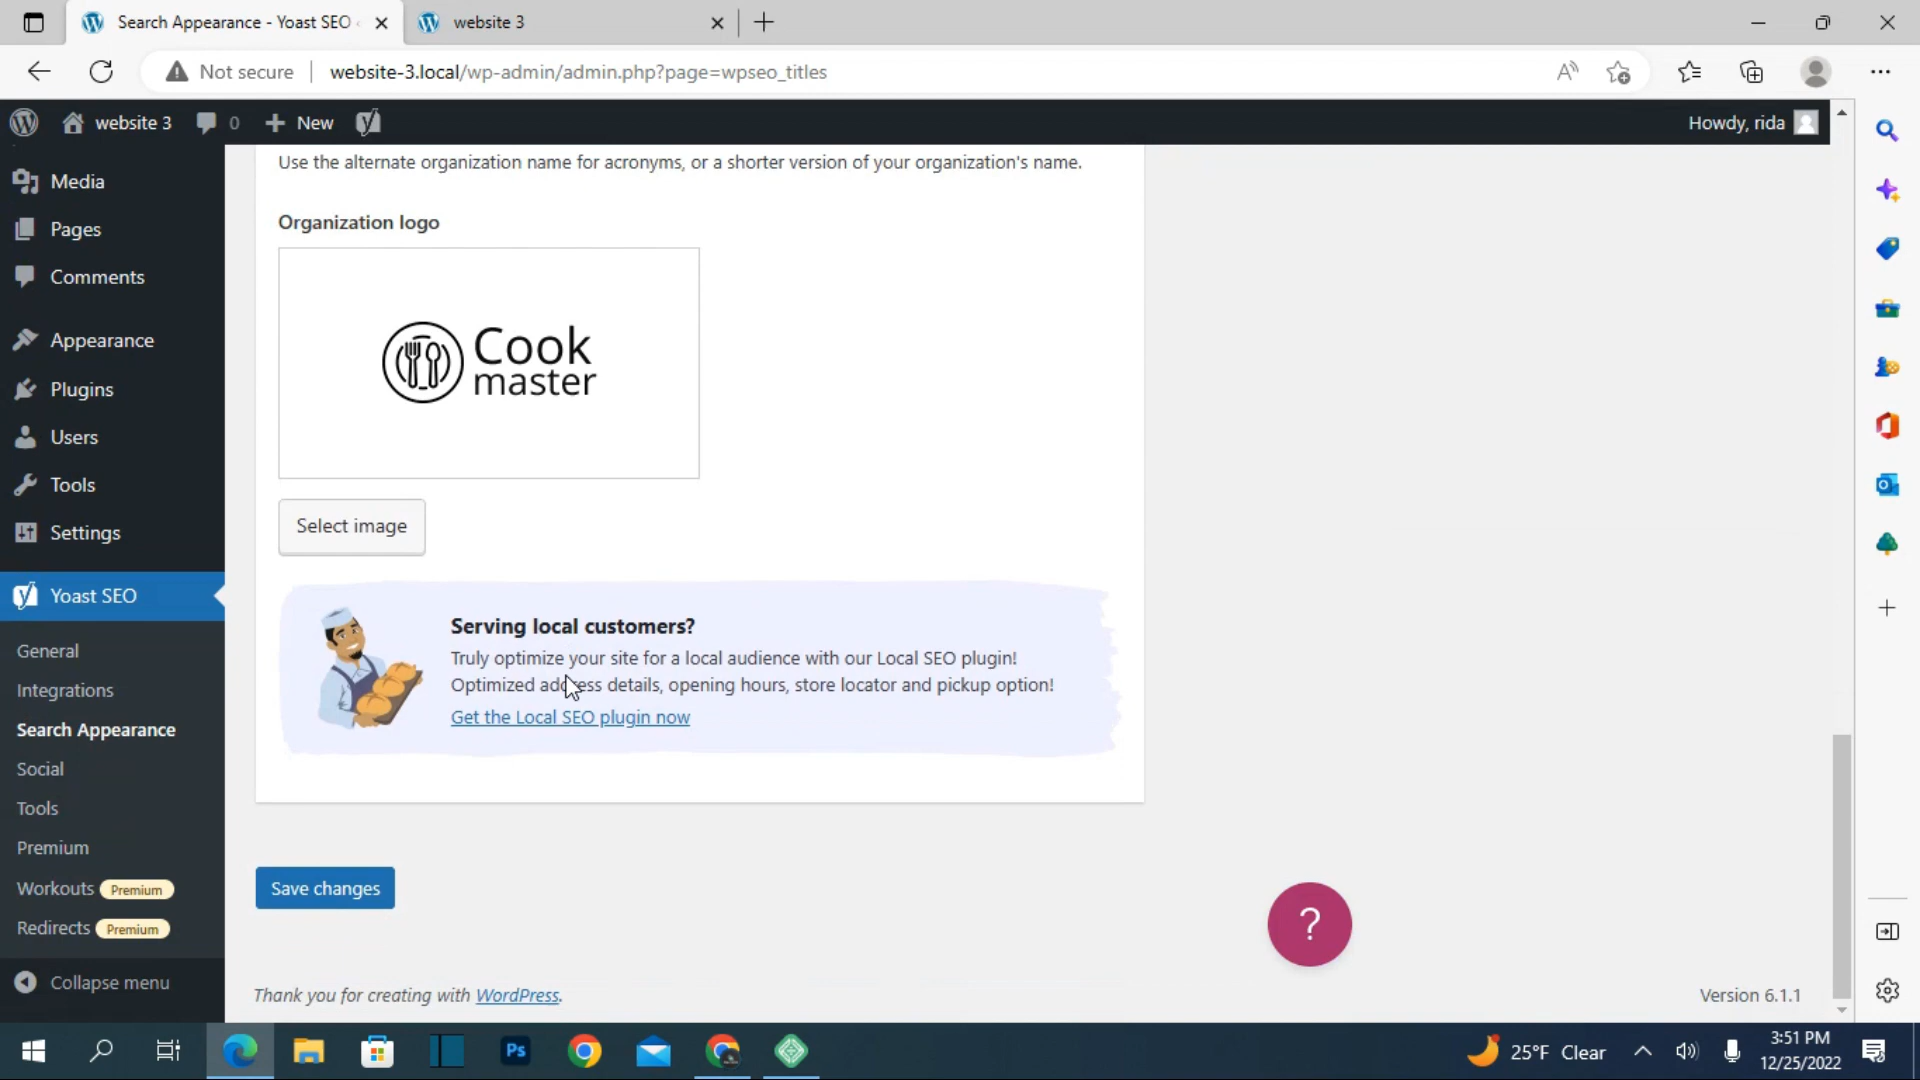 Search Appearance - Yoast SEO
website 3
Not secure
website-3.local/wp-admin/admin.php?page=wpseo_titles
website 3
0
New
Howdy, rida
Media
Pages
Comments
Appearance
Plugins
Users
Tools
Settings
Yoast SEO
General
Integrations
Search Appearance
Social
Tools
Premium
Workouts Premium
Redirects Premium
Collapse menu
Use the alternate organization name for acronyms, or a shorter version of your organization's name.
Organization logo
Cook
master
Select image
Serving local customers?
Truly optimize your site for a local audience with our Local SEO plugin!
Optimized address details, opening hours, store locator and pickup option!
Get the Local SEO plugin now
Save changes
?
Thank you for creating with WordPress.
Version 6.1.1
Ps
25°F Clear
3:51 PM
12/25/2022